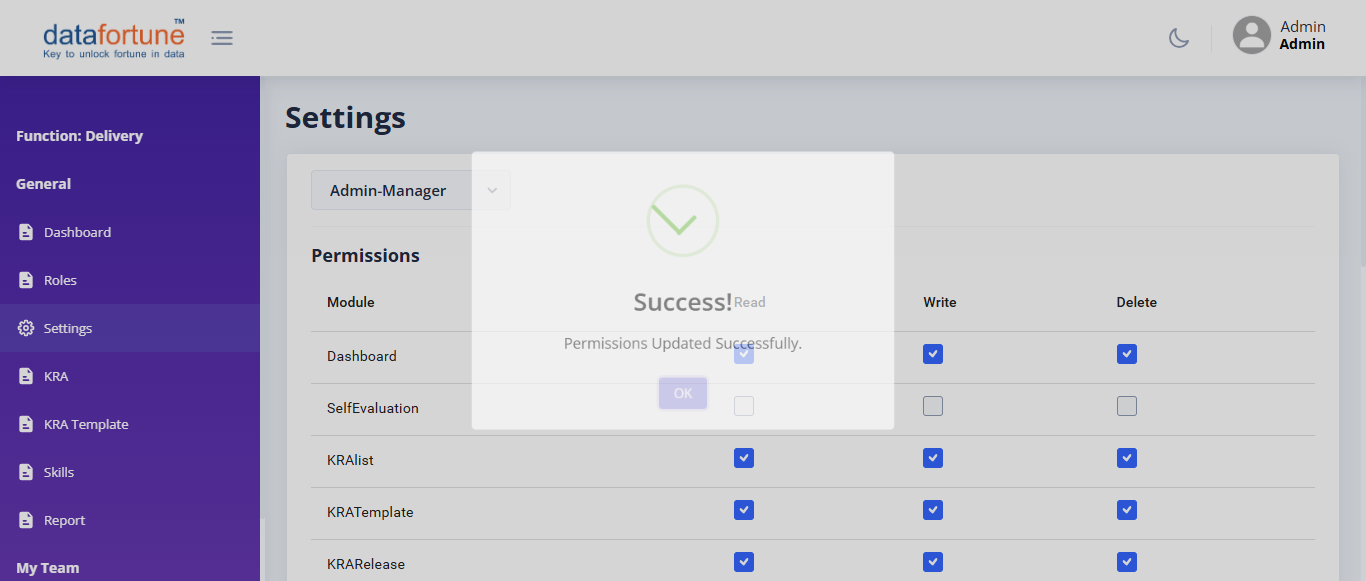 datafortune™
Key to unlock fortune in data
Admin
Admin
Function: Delivery
General
Dashboard
Roles
Settings
KRA
KRA Template
Skills
Report
My Team
Settings
Admin-Manager
Permissions
Module Read Write Delete
Dashboard
SelfEvaluation
KRAlist
KRATemplate
KRARelease
Success!
Permissions Updated Successfully.
OK